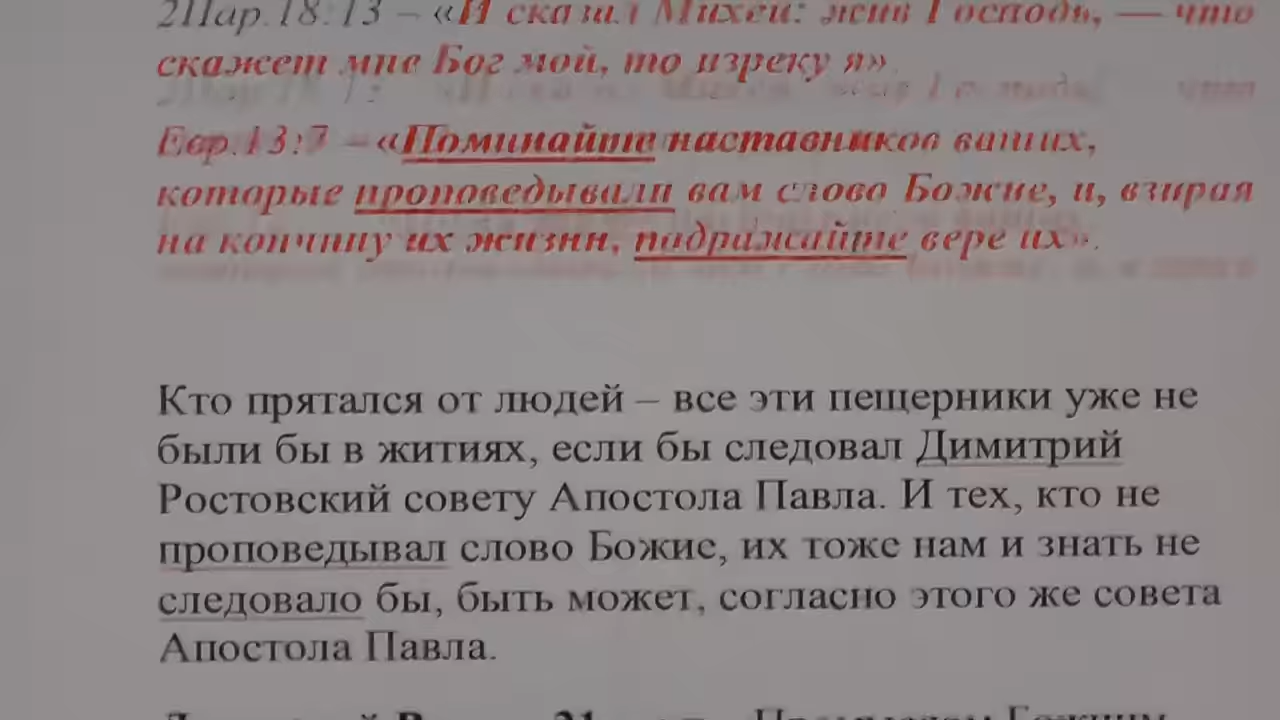 2Пар.18:13 – «И сказал Михей: жив Господь, — что
скажет мне Бог мой, то изреку я».
Евр.13:7 – «Поминайте наставников ваших,
которые проповедывали вам слово Божие, и, взирая
на кончину их жизни, подражайте вере их».
Кто прятался от людей – все эти пещерники уже не
были бы в житиях, если бы следовал Димитрий
Ростовский совету Апостола Павла. И тех, кто не
проповедывал слово Божие, их тоже нам и знать не
следовало бы, быть может, согласно этого же совета
Апостола Павла.